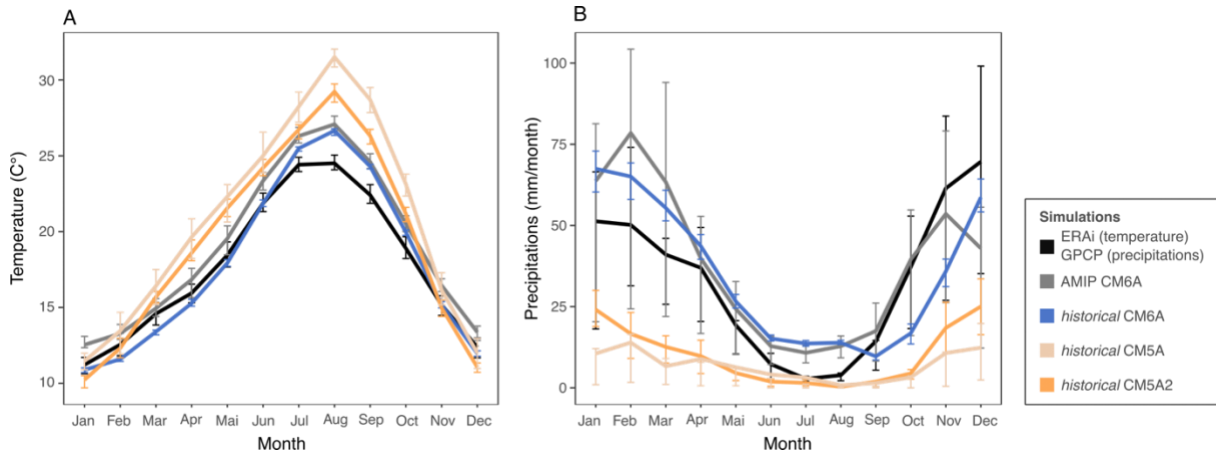 A
Temperature (C°)
30
25
20
15
10
Jan Feb Mar Apr Mai Jun Jul Aug Sep Oct Nov Dec
Month
B
Precipitations (mm/month)
100
75
50
25
0
Jan Feb Mar Apr Mai Jun Jul Aug Sep Oct Nov Dec
Month
Simulations
ERAi (temperature)
GPCP (precipitations)
AMIP CM6A
historical CM6A
historical CM5A
historical CM5A2